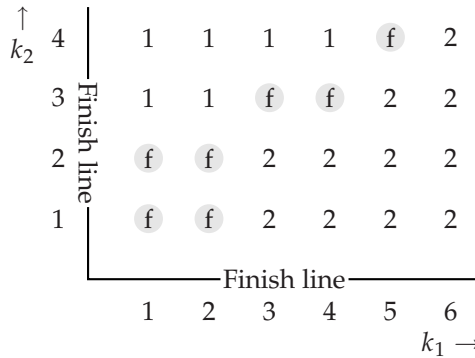 ↑
k₂
4 1 1 1 1 f 2
3 1 1 f f 2 2
2 f f 2 2 2 2
1 f f 2 2 2 2
Finish line
Finish line
1 2 3 4 5 6
k₁ →